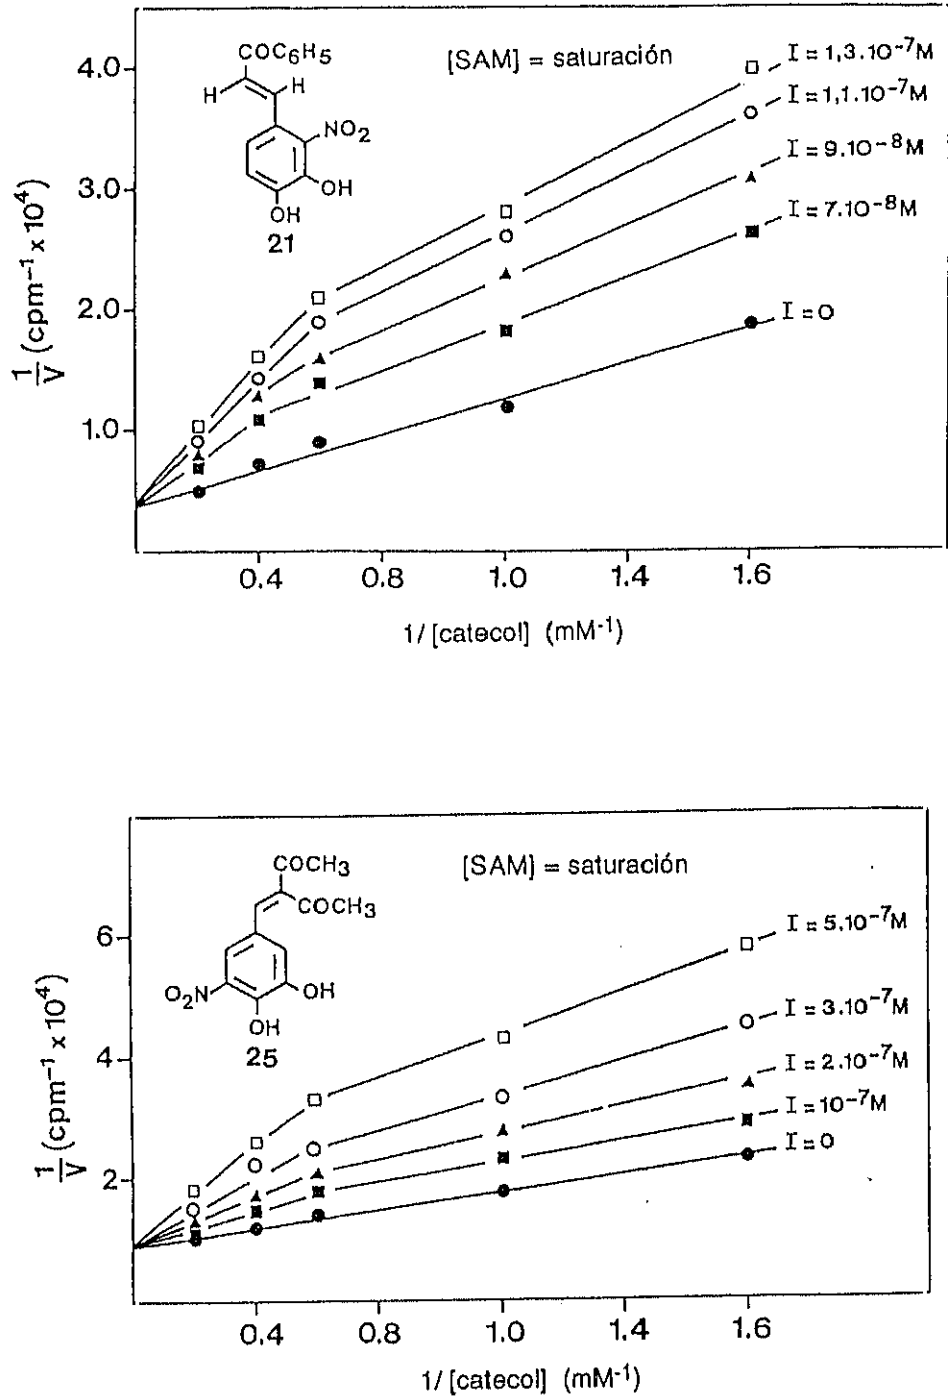 COC6H5
[SAM] = saturación
H
H
NO2
OH
OH
21
I = 1,3.10-7M
I = 1,1.10-7M
I = 9.10-8M
I = 7.10-8M
I = 0
4.0
3.0
2.0
1.0
1/V (cpm-1 x 104)
0.4 0.8 1.0 1.4 1.6
1/ [catecol] (mM-1)
COCH3
[SAM] = saturación
COCH3
O2N
OH
OH
25
I = 5.10-7M
I = 3.10-7M
I = 2.10-7M
I = 10-7M
I = 0
6
4
2
1/V (cpm-1 x 104)
0.4 0.8 1.0 1.4 1.6
1/ [catecol] (mM-1)